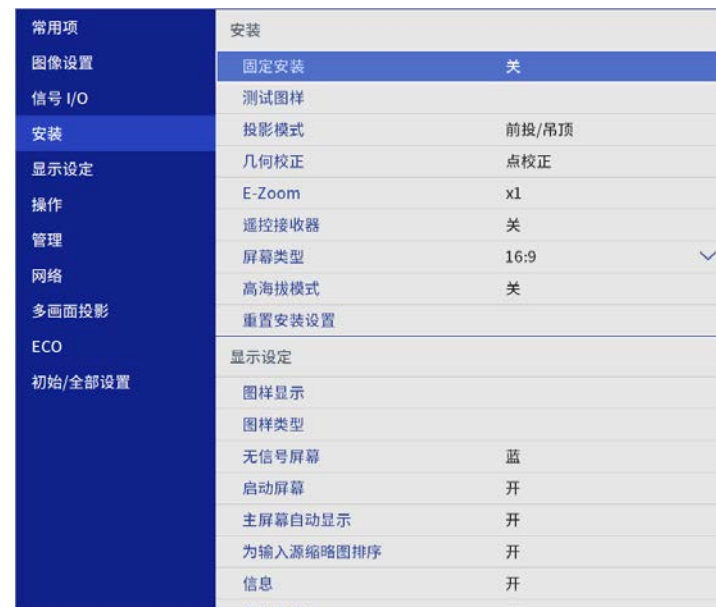 常用项
图像设置
信号 I/O
安装
显示设定
操作
管理
网络
多画面投影
ECO
初始/全部设置
安装
固定安装 关
测试图样
投影模式 前投/吊顶
几何校正 点校正
E-Zoom x1
遥控接收器 关
屏幕类型 16:9
高海拔模式 关
重置安装设置
显示设定
图样显示
图样类型
无信号屏幕 蓝
启动屏幕 开
主屏幕自动显示 开
为输入源缩略图排序 开
信息 开